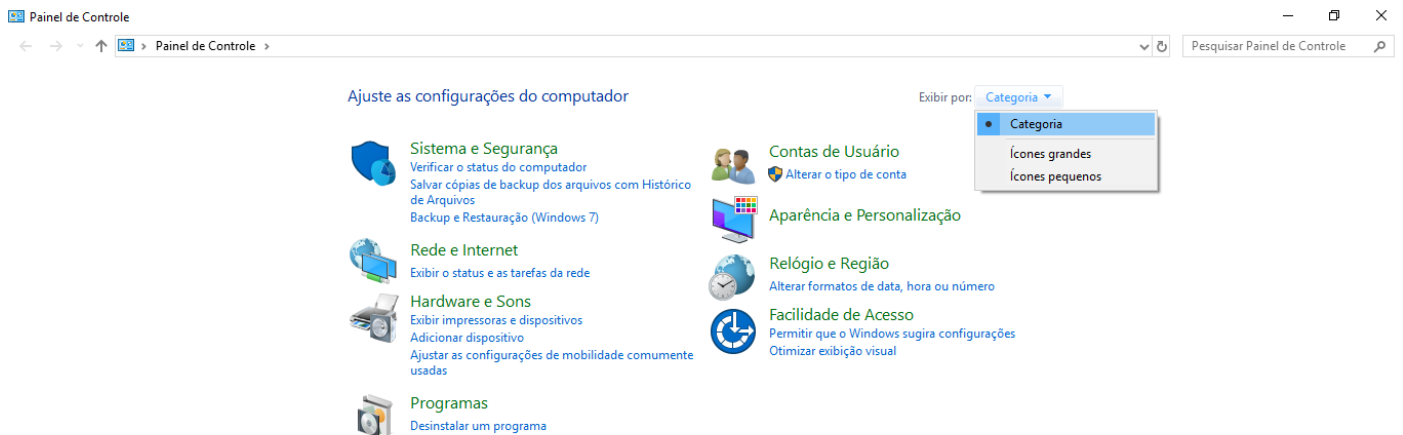 Painel de Controle
Painel de Controle
Pesquisar Painel de Controle
Ajuste as configurações do computador
Exibir por: Categoria
Categoria
Ícones grandes
Ícones pequenos
Sistema e Segurança
Verificar o status do computador
Salvar cópias de backup dos arquivos com Histórico
de Arquivos
Backup e Restauração (Windows 7)
Rede e Internet
Exibir o status e as tarefas da rede
Hardware e Sons
Exibir impressoras e dispositivos
Adicionar dispositivo
Ajustar as configurações de mobilidade comumente
usadas
Programas
Desinstalar um programa
Contas de Usuário
Alterar o tipo de conta
Aparência e Personalização
Relógio e Região
Alterar formatos de data, hora ou número
Facilidade de Acesso
Permitir que o Windows sugira configurações
Otimizar exibição visual